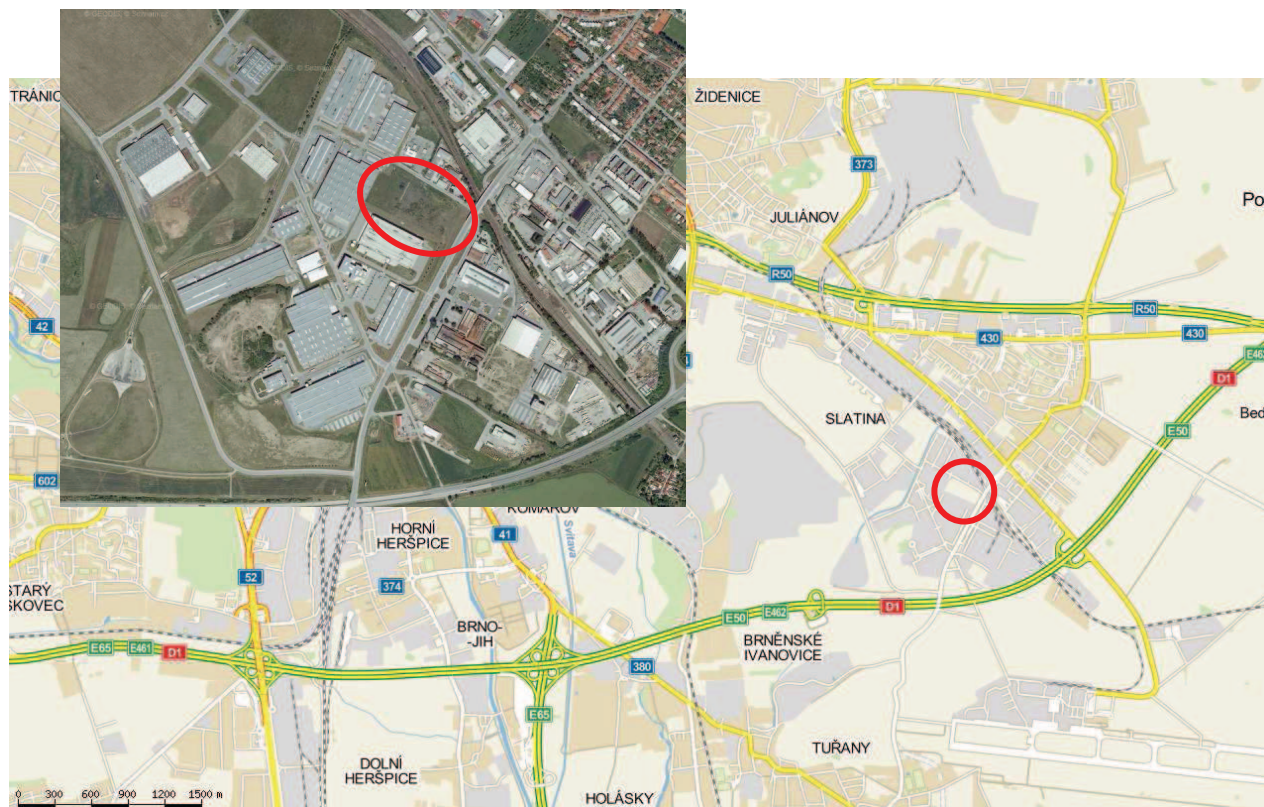 TRÁNIC
ŽIDENICE
373
JULIÁNOV
Po
R50
R50
42
430
430
E462
D1
SLATINA
E50
Bed
602
KOMÁROV
HORNÍ
HERŠPICE
41
Svitava
52
374
STARÝ
SKOVEC
BRNO-
-JIH
E50
E462
D1
BRNĚNSKÉ
IVANOVICE
E65
E461
D1
380
E65
TUŘANY
DOLNÍ
HERŠPICE
HOLÁSKY
0 300 600 900 1200 1500 m